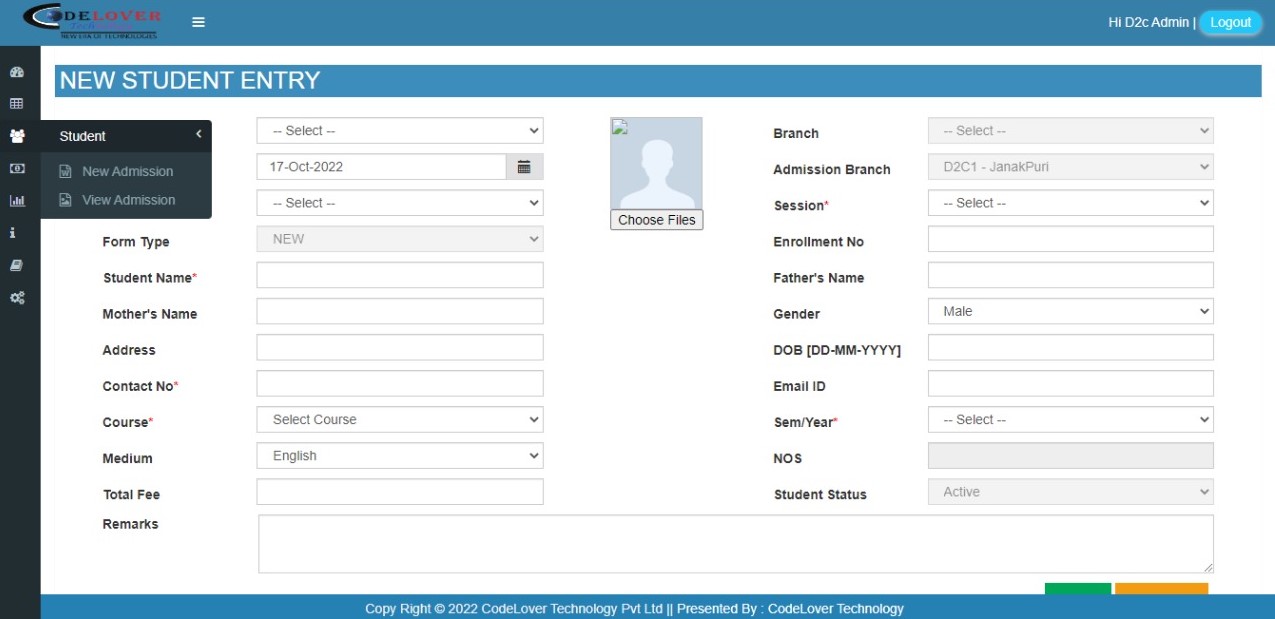 DELOVER
Tech
NEW ERA OF TECHNOLOGIES
Hi D2c Admin | Logout
NEW STUDENT ENTRY
Student
New Admission
View Admission
-- Select --
17-Oct-2022
-- Select --
Choose Files
Branch -- Select --
Admission Branch D2C1 - JanakPuri
Session* -- Select --
Form Type NEW
Enrollment No
Student Name*
Father's Name
Mother's Name
Gender Male
Address
DOB [DD-MM-YYYY]
Contact No*
Email ID
Course* Select Course
Sem/Year* -- Select --
Medium English
NOS
Total Fee
Student Status Active
Remarks
Copy Right © 2022 CodeLover Technology Pvt Ltd || Presented By : CodeLover Technology